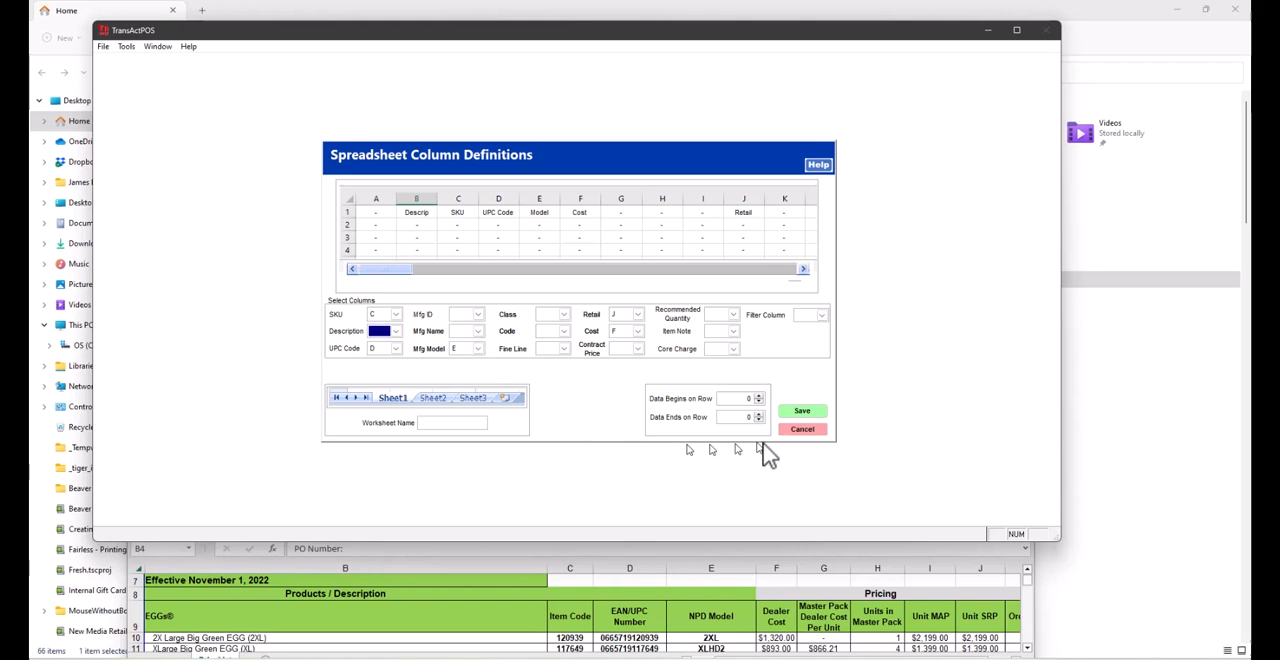 Home
New
TransActPOS
File Tools Window Help
Desktop
Home
OneDri
Dropbo
James
Deskto
Docum
Downlo
Music
Picture
Videos
This PC
OS (C
Librarie
Netwo
Contro
Recycle
_Tempo
_tiger_i
Beaver
Beaver
Creatin
Fairless - Printing
Fresh.tscproj
Internal Gift Card
MouseWithoutBo
New Media Retail
66 items 1 item selected
Videos
Stored locally
Spreadsheet Column Definitions
Help
A B C D E F G H I J K
1 - Descrip SKU UPC Code Model Cost - - - Retail -
2 - - - - - - - - - - -
3 - - - - - - - - - - -
4 - - - - - - - - - - -
Select Columns
SKU C Mfg ID Class Retail J Recommended Quantity Filter Column
Description Mfg Name Code Cost F Item Note
UPC Code D Mfg Model E Fine Line Contract Price Core Charge
Sheet1 Sheet2 Sheet3
Worksheet Name
Data Begins on Row 0
Data Ends on Row 0
Save
Cancel
NUM
B4 fx PO Number:
B C D E F G H I J
7 Effective November 1, 2022
8 Products / Description Pricing
9 EGGs® Item Code EAN/UPC Number NPD Model Dealer Cost Master Pack Dealer Cost Per Unit Units in Master Pack Unit MAP Unit SRP
10 2X Large Big Green EGG (2XL) 120939 0665719120939 2XL $1,320.00 - 1 $2,199.00 $2,199.00
11 XLarge Big Green EGG (XL) 117649 0665719117649 XLHD2 $893.00 $866.21 4 $1,399.00 $1,399.00